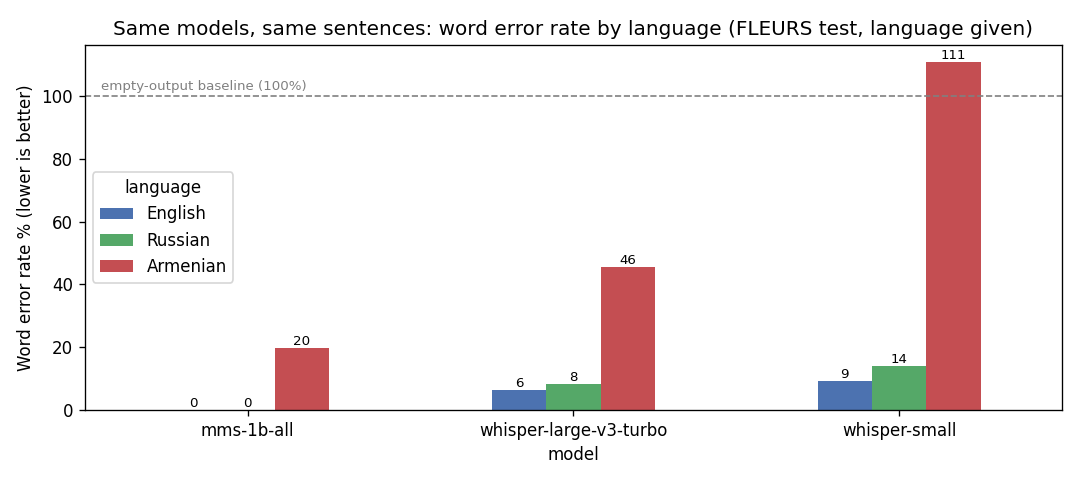 Same models, same sentences: word error rate by language (FLEURS test, language given)
Word error rate % (lower is better)
100
80
60
40
20
0
empty-output baseline (100%)
language
English
Russian
Armenian
0
0
20
6
8
46
9
14
111
mms-1b-all
whisper-large-v3-turbo
whisper-small
model